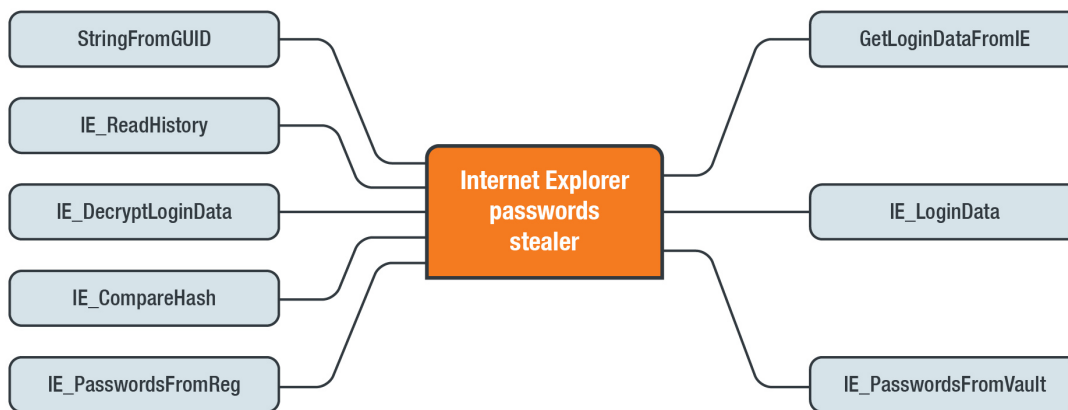 StringFromGUID
IE_ReadHistory
IE_DecryptLoginData
IE_CompareHash
IE_PasswordsFromReg
Internet Explorer
passwords
stealer
GetLoginDataFromIE
IE_LoginData
IE_PasswordsFromVault